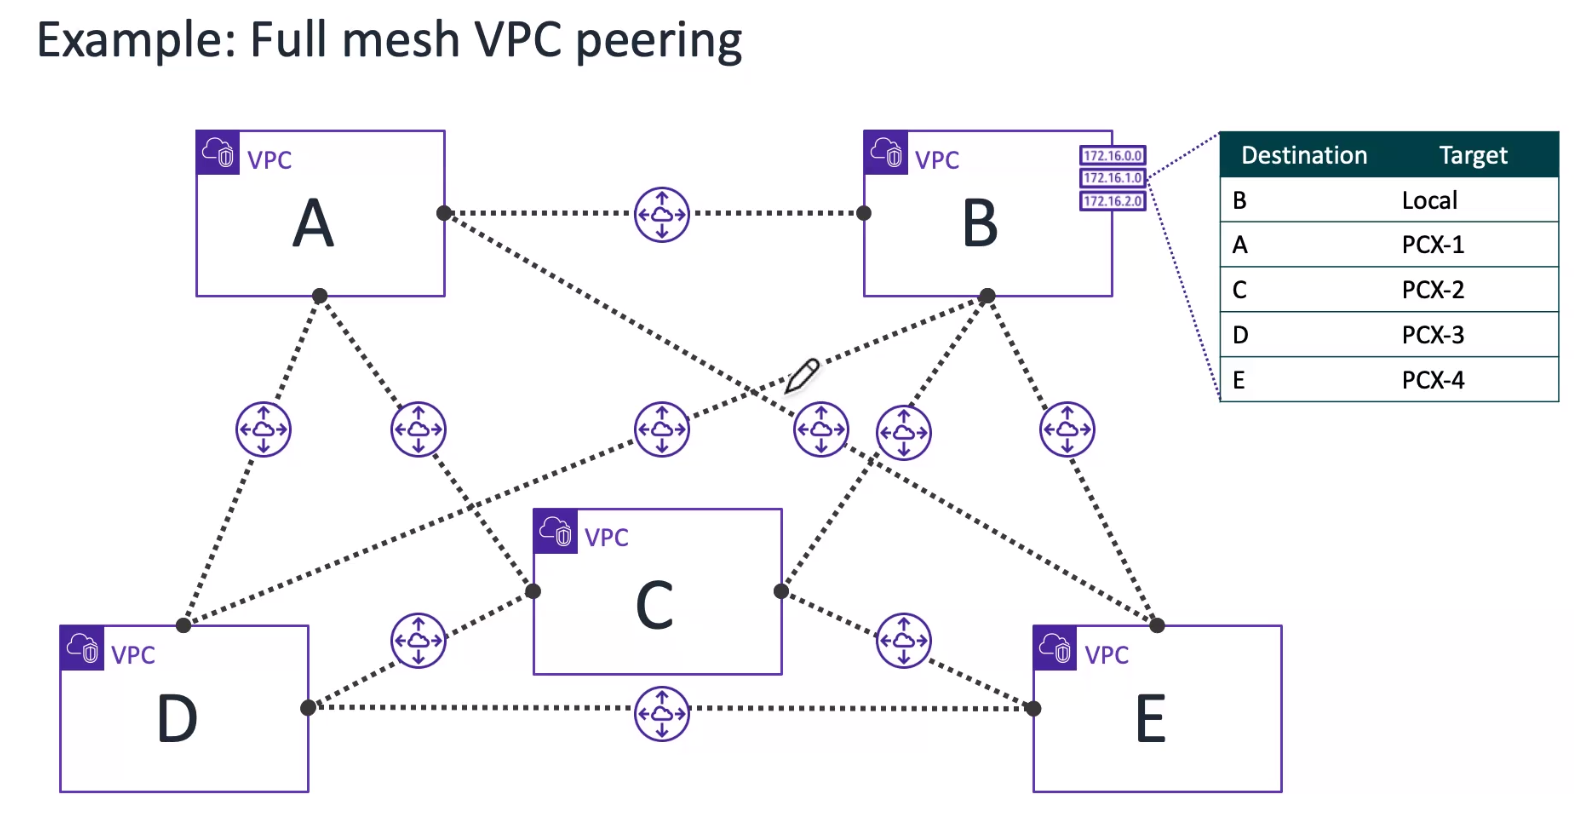 Example: Full mesh VPC peering
VPC
A
VPC
B
172.16.0.0
172.16.1.0
172.16.2.0
Destination Target
B Local
A PCX-1
C PCX-2
D PCX-3
E PCX-4
VPC
C
VPC
D
VPC
E